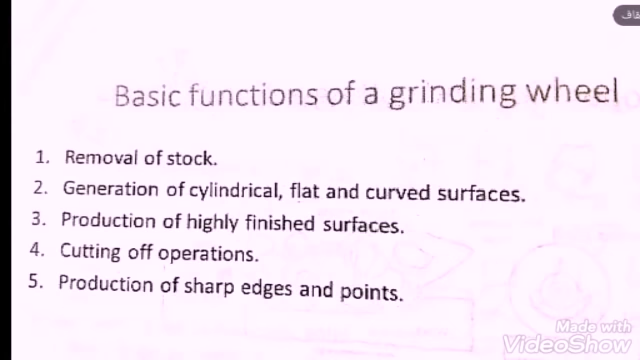 Basic functions of a grinding wheel
1. Removal of stock.
2. Generation of cylindrical, flat and curved surfaces.
3. Production of highly finished surfaces.
4. Cutting off operations.
5. Production of sharp edges and points.
Made with
VideoShow